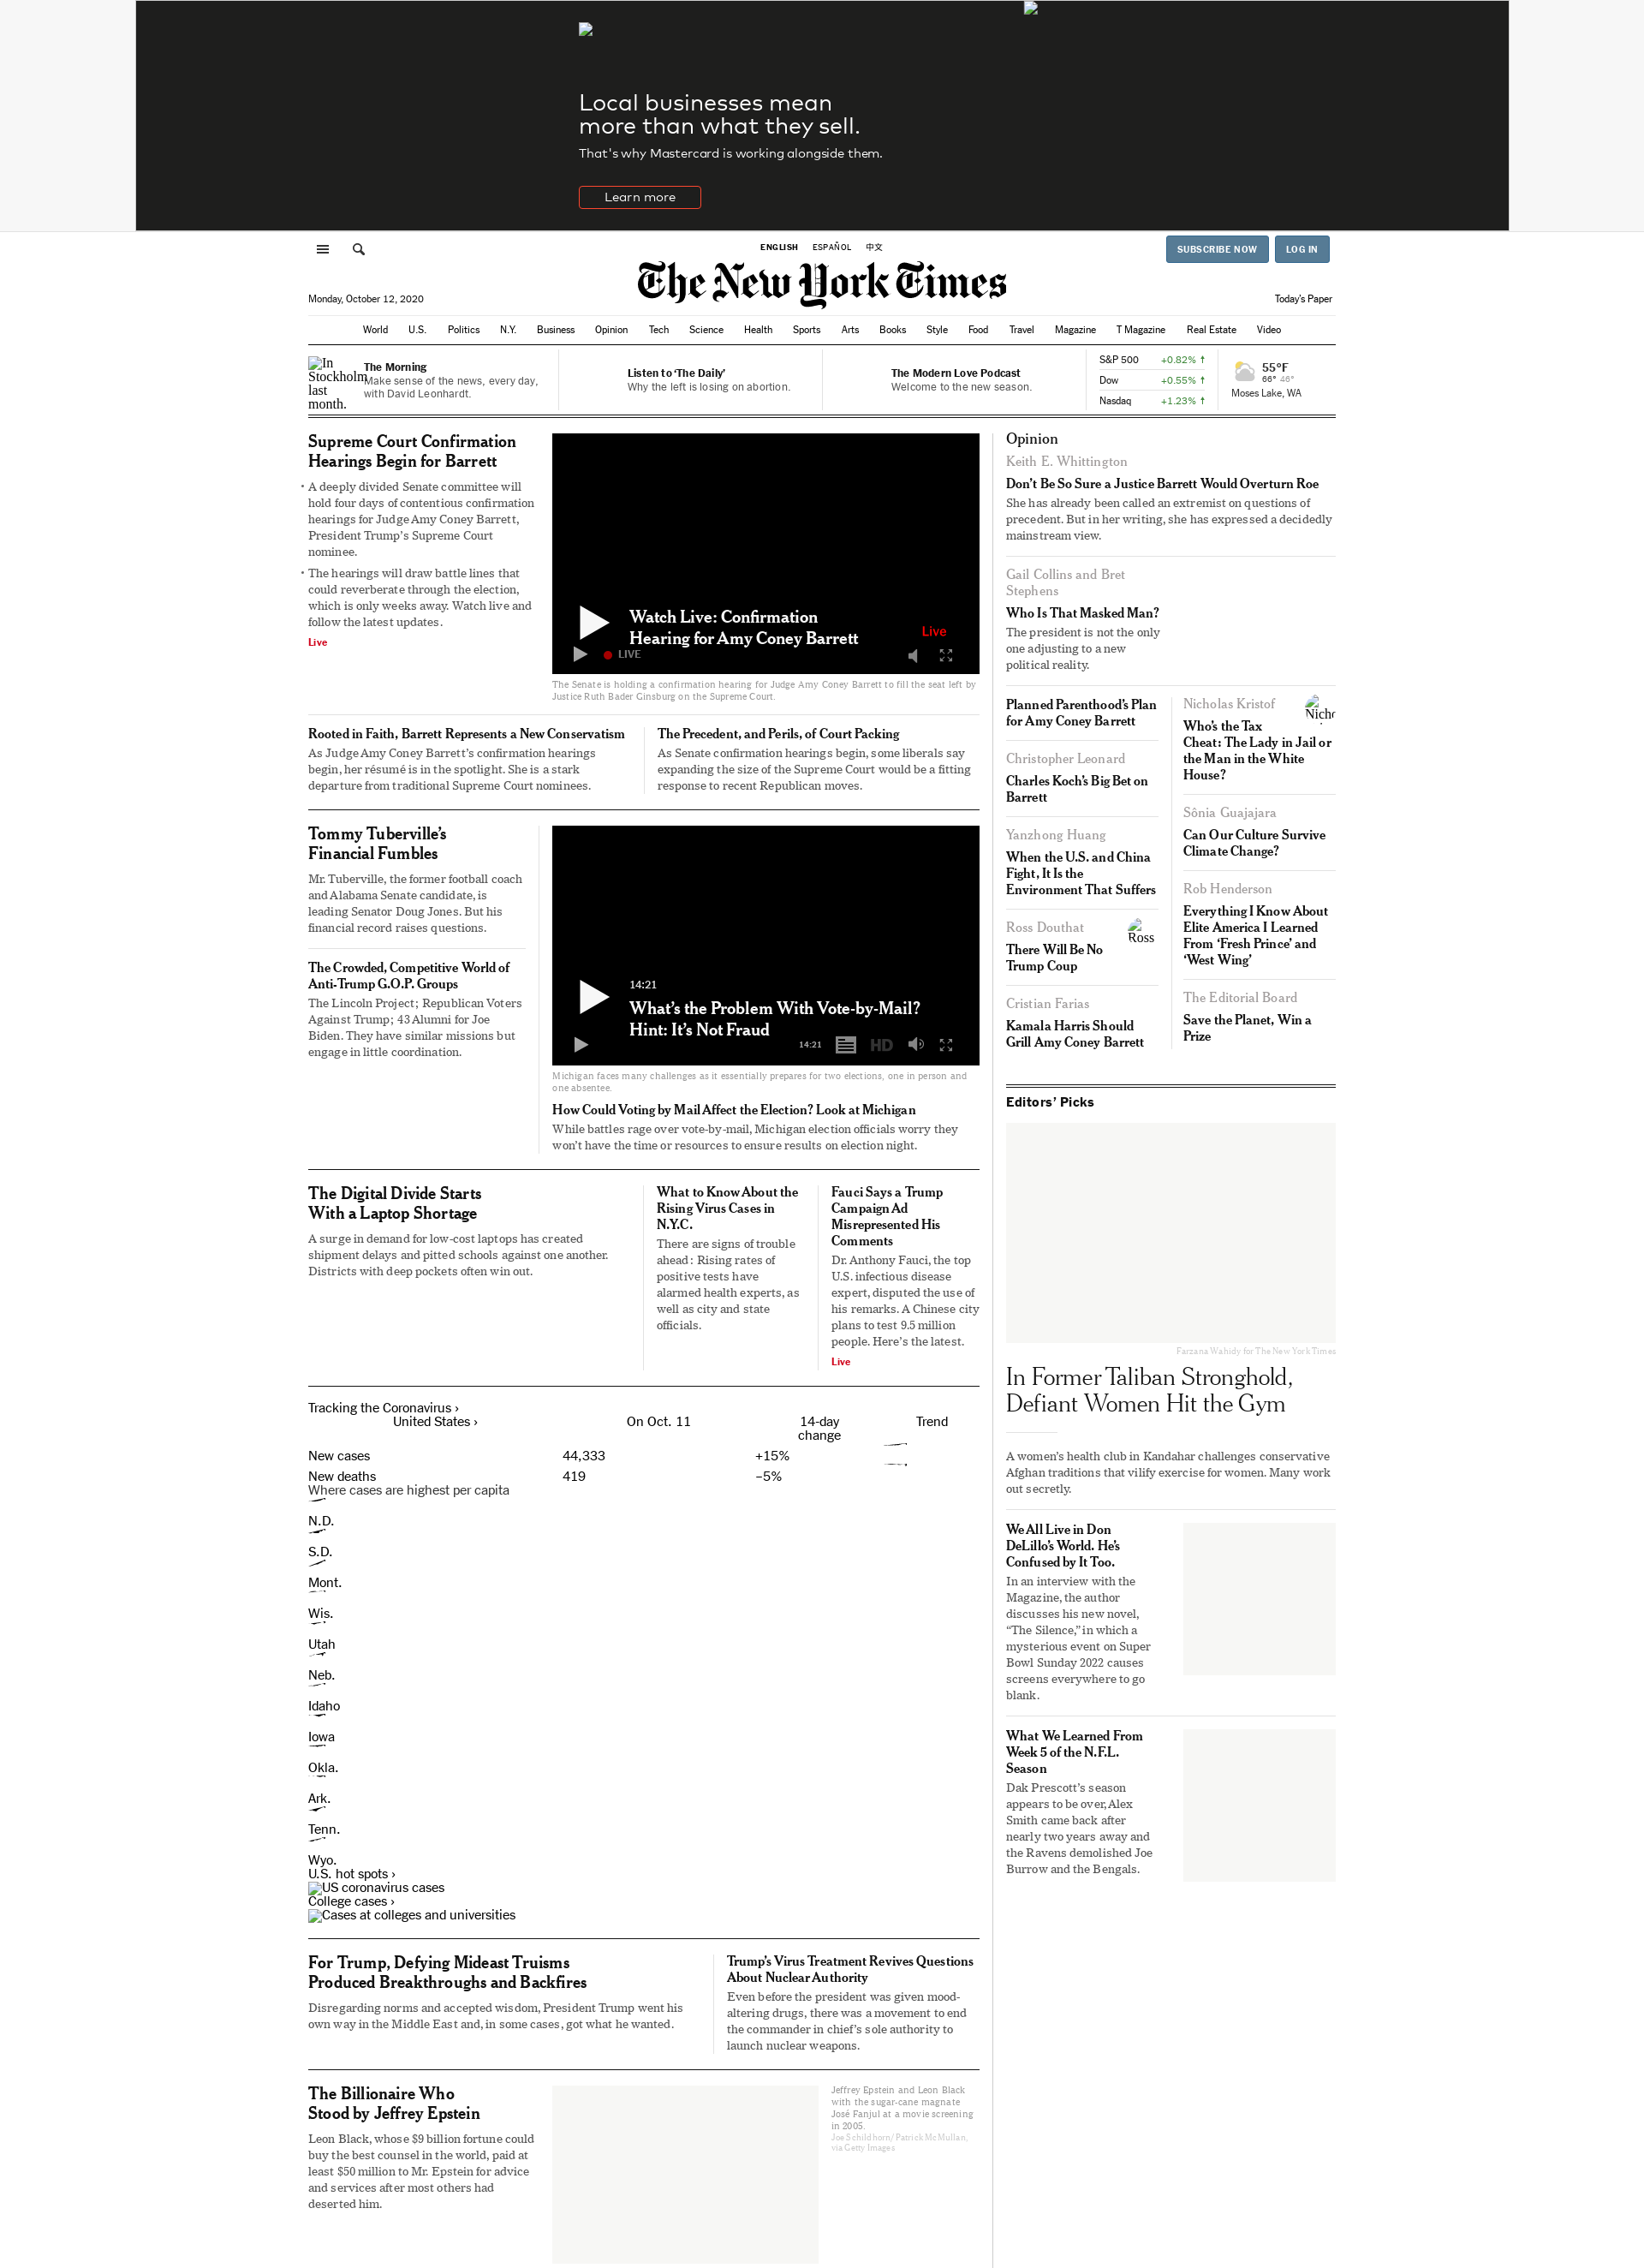 Local businesses mean
more than what they sell.
That's why Mastercard is working alongside them.
Learn more
ENGLISH ESPAÑOL 中文
SUBSCRIBE NOW LOG IN
The New York Times
Monday, October 12, 2020
Today's Paper
World U.S. Politics N.Y. Business Opinion Tech Science Health Sports Arts Books Style Food Travel Magazine T Magazine Real Estate Video
In Stockholm last month.
The Morning
Make sense of the news, every day,
with David Leonhardt.
Listen to ‘The Daily’
Why the left is losing on abortion.
The Modern Love Podcast
Welcome to the new season.
S&P 500 +0.82% ↑
Dow +0.55% ↑
Nasdaq +1.23% ↑
55°F
66° 46°
Moses Lake, WA
Supreme Court Confirmation
Hearings Begin for Barrett
• A deeply divided Senate committee will
hold four days of contentious confirmation
hearings for Judge Amy Coney Barrett,
President Trump’s Supreme Court
nominee.
• The hearings will draw battle lines that
could reverberate through the election,
which is only weeks away. Watch live and
follow the latest updates.
Live
Watch Live: Confirmation
Hearing for Amy Coney Barrett
Live
LIVE
The Senate is holding a confirmation hearing for Judge Amy Coney Barrett to fill the seat left by
Justice Ruth Bader Ginsburg on the Supreme Court.
Rooted in Faith, Barrett Represents a New Conservatism
As Judge Amy Coney Barrett’s confirmation hearings
begin, her résumé is in the spotlight. She is a stark
departure from traditional Supreme Court nominees.
The Precedent, and Perils, of Court Packing
As Senate confirmation hearings begin, some liberals say
expanding the size of the Supreme Court would be a fitting
response to recent Republican moves.
Tommy Tuberville’s
Financial Fumbles
Mr. Tuberville, the former football coach
and Alabama Senate candidate, is
leading Senator Doug Jones. But his
financial record raises questions.
The Crowded, Competitive World of
Anti-Trump G.O.P. Groups
The Lincoln Project; Republican Voters
Against Trump; 43 Alumni for Joe
Biden. They have similar missions but
engage in little coordination.
14:21
What’s the Problem With Vote-by-Mail?
Hint: It’s Not Fraud
14:21 HD
Michigan faces many challenges as it essentially prepares for two elections, one in person and
one absentee.
How Could Voting by Mail Affect the Election? Look at Michigan
While battles rage over vote-by-mail, Michigan election officials worry they
won’t have the time or resources to ensure results on election night.
The Digital Divide Starts
With a Laptop Shortage
A surge in demand for low-cost laptops has created
shipment delays and pitted schools against one another.
Districts with deep pockets often win out.
What to Know About the
Rising Virus Cases in
N.Y.C.
There are signs of trouble
ahead: Rising rates of
positive tests have
alarmed health experts, as
well as city and state
officials.
Fauci Says a Trump
Campaign Ad
Misrepresented His
Comments
Dr. Anthony Fauci, the top
U.S. infectious disease
expert, disputed the use of
his remarks. A Chinese city
plans to test 9.5 million
people. Here’s the latest.
Live
Tracking the Coronavirus ›
United States › On Oct. 11 14-day change Trend
New cases 44,333 +15%
New deaths 419 –5%
Where cases are highest per capita
N.D.
S.D.
Mont.
Wis.
Utah
Neb.
Idaho
Iowa
Okla.
Ark.
Tenn.
Wyo.
U.S. hot spots ›
US coronavirus cases
College cases ›
Cases at colleges and universities
For Trump, Defying Mideast Truisms
Produced Breakthroughs and Backfires
Disregarding norms and accepted wisdom, President Trump went his
own way in the Middle East and, in some cases, got what he wanted.
Trump’s Virus Treatment Revives Questions
About Nuclear Authority
Even before the president was given mood-
altering drugs, there was a movement to end
the commander in chief’s sole authority to
launch nuclear weapons.
The Billionaire Who
Stood by Jeffrey Epstein
Leon Black, whose $9 billion fortune could
buy the best counsel in the world, paid at
least $50 million to Mr. Epstein for advice
and services after most others had
deserted him.
Jeffrey Epstein and Leon Black
with the sugar-cane magnate
José Fanjul at a movie screening
in 2005.
Joe Schildhorn/Patrick McMullan,
via Getty Images
Opinion
Keith E. Whittington
Don’t Be So Sure a Justice Barrett Would Overturn Roe
She has already been called an extremist on questions of
precedent. But in her writing, she has expressed a decidedly
mainstream view.
Gail Collins and Bret
Stephens
Who Is That Masked Man?
The president is not the only
one adjusting to a new
political reality.
Planned Parenthood’s Plan
for Amy Coney Barrett
Christopher Leonard
Charles Koch’s Big Bet on
Barrett
Yanzhong Huang
When the U.S. and China
Fight, It Is the
Environment That Suffers
Ross Douthat
Ross
There Will Be No
Trump Coup
Cristian Farias
Kamala Harris Should
Grill Amy Coney Barrett
Nicholas Kristof
Who’s the Tax
Cheat: The Lady in Jail or
the Man in the White
House?
Sônia Guajajara
Can Our Culture Survive
Climate Change?
Rob Henderson
Everything I Know About
Elite America I Learned
From ‘Fresh Prince’ and
‘West Wing’
The Editorial Board
Save the Planet, Win a
Prize
Editors’ Picks
Farzana Wahidy for The New York Times
In Former Taliban Stronghold,
Defiant Women Hit the Gym
A women’s health club in Kandahar challenges conservative
Afghan traditions that vilify exercise for women. Many work
out secretly.
We All Live in Don
DeLillo’s World. He’s
Confused by It Too.
In an interview with the
Magazine, the author
discusses his new novel,
“The Silence,” in which a
mysterious event on Super
Bowl Sunday 2022 causes
screens everywhere to go
blank.
What We Learned From
Week 5 of the N.F.L.
Season
Dak Prescott’s season
appears to be over, Alex
Smith came back after
nearly two years away and
the Ravens demolished Joe
Burrow and the Bengals.